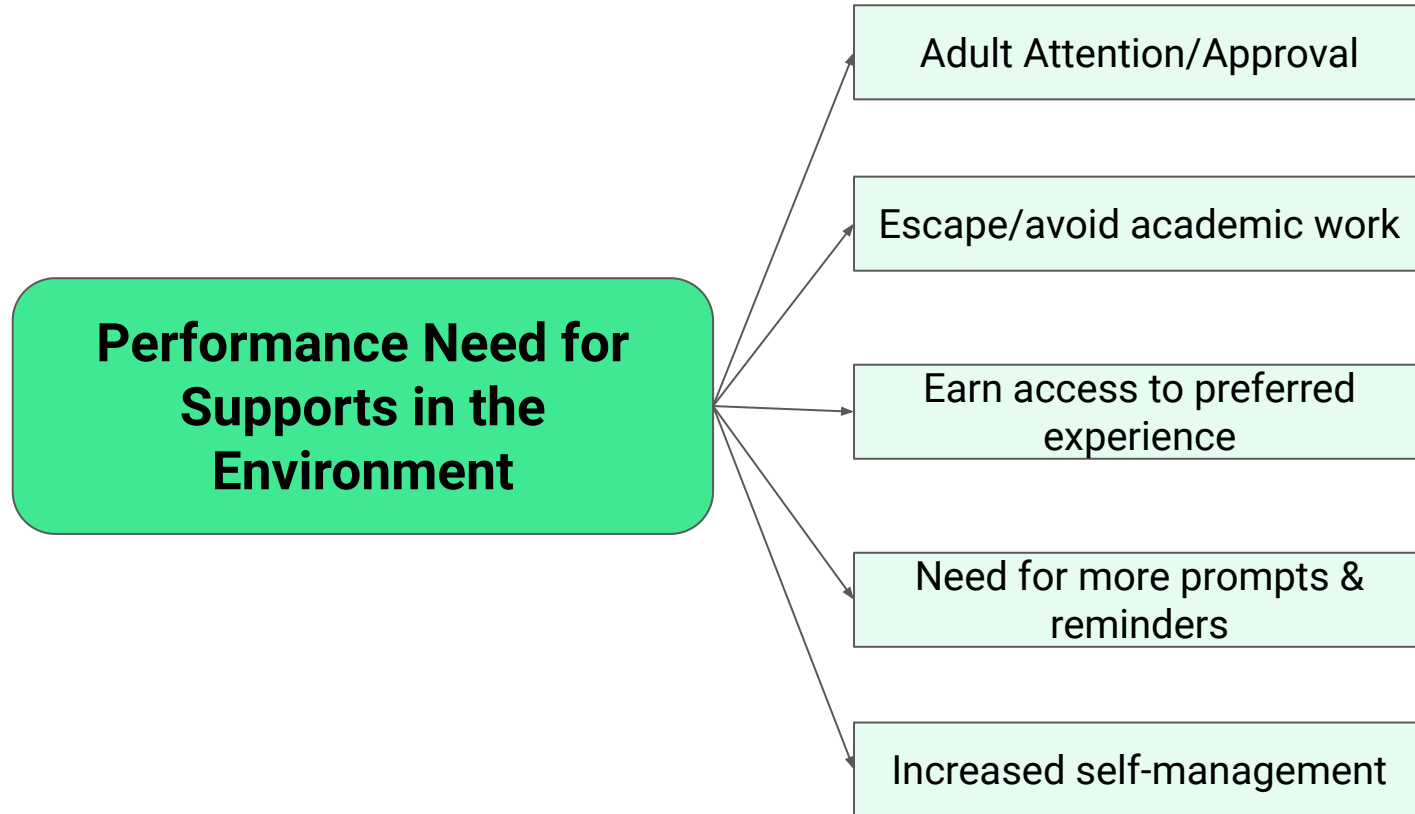 Performance Need for
Supports in the
Environment
Adult Attention/Approval
Escape/avoid academic work
Earn access to preferred
experience
Need for more prompts &
reminders
Increased self-management